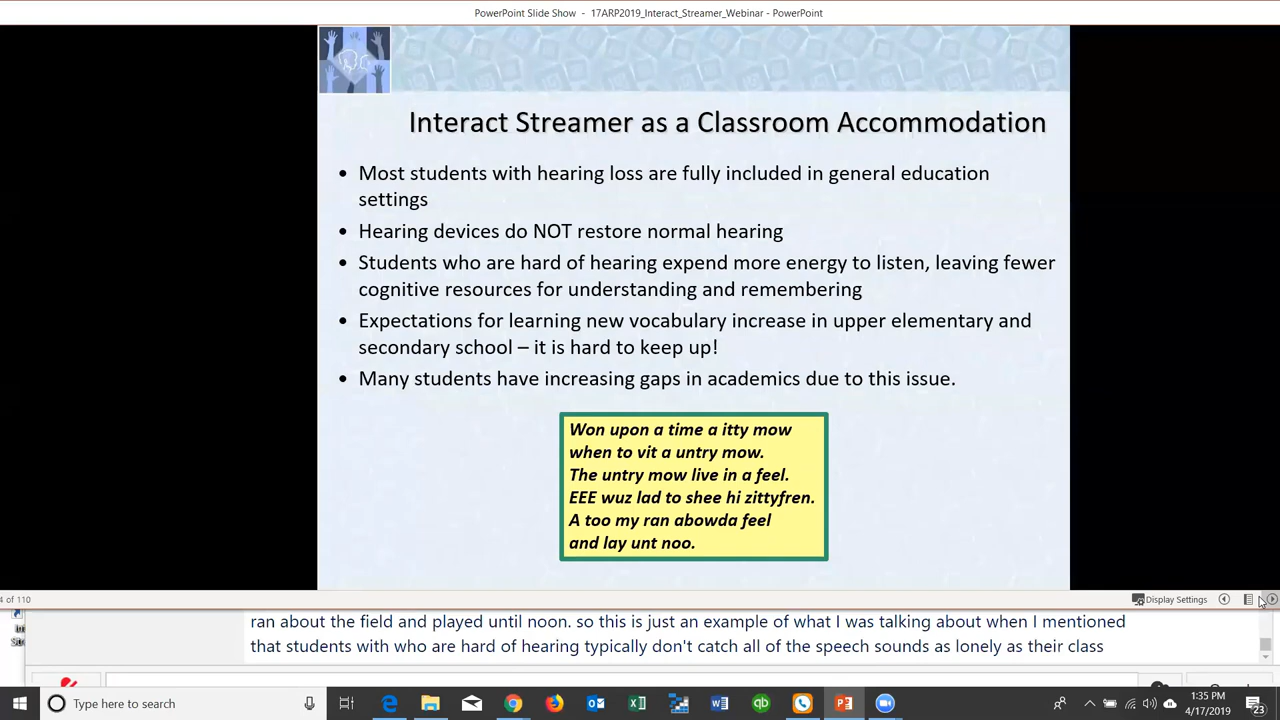 PowerPoint Slide Show - 17ARP2019_Interact_Streamer_Webinar - PowerPoint
Interact Streamer as a Classroom Accommodation
• Most students with hearing loss are fully included in general education
settings
• Hearing devices do NOT restore normal hearing
• Students who are hard of hearing expend more energy to listen, leaving fewer
cognitive resources for understanding and remembering
• Expectations for learning new vocabulary increase in upper elementary and
secondary school – it is hard to keep up!
• Many students have increasing gaps in academics due to this issue.
Won upon a time a itty mow
when to vit a untry mow.
The untry mow live in a feel.
EEE wuz lad to shee hi zittyfren.
A too my ran abowda feel
and lay unt noo.
4 of 110
Display Settings
ran about the field and played until noon. so this is just an example of what I was talking about when I mentioned
that students with who are hard of hearing typically don't catch all of the speech sounds as lonely as their class
Type here to search
1:35 PM
4/17/2019
23